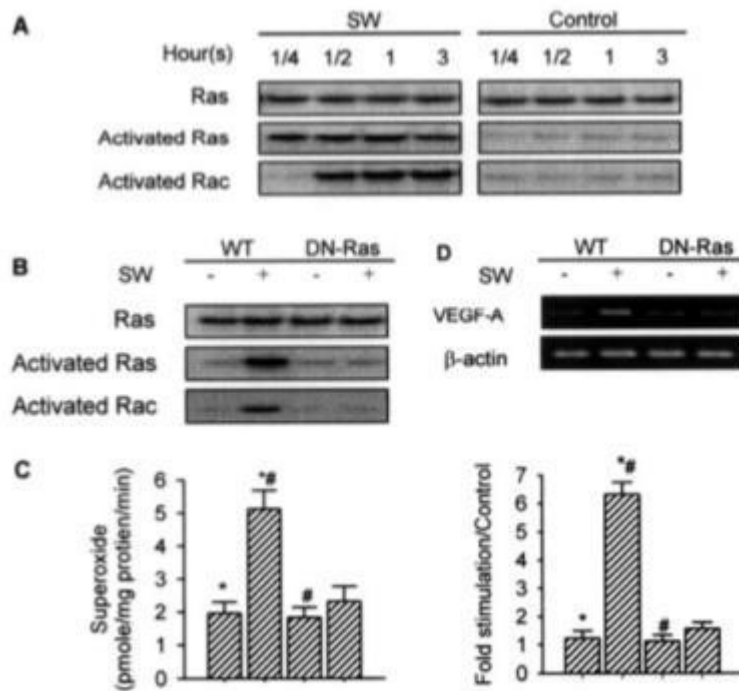 A
SW Control
Hour(s) 1/4 1/2 1 3 1/4 1/2 1 3
Ras
Activated Ras
Activated Rac
B
WT DN-Ras
SW - + - +
Ras
Activated Ras
Activated Rac
D
WT DN-Ras
SW - + - +
VEGF-A
β-actin
C
Superoxide
(pmole/mg protien/min)
6
5
4
3
2
1
0
* *# #
Fold stimulation/Control
7
6
5
4
3
2
1
0
* *# #